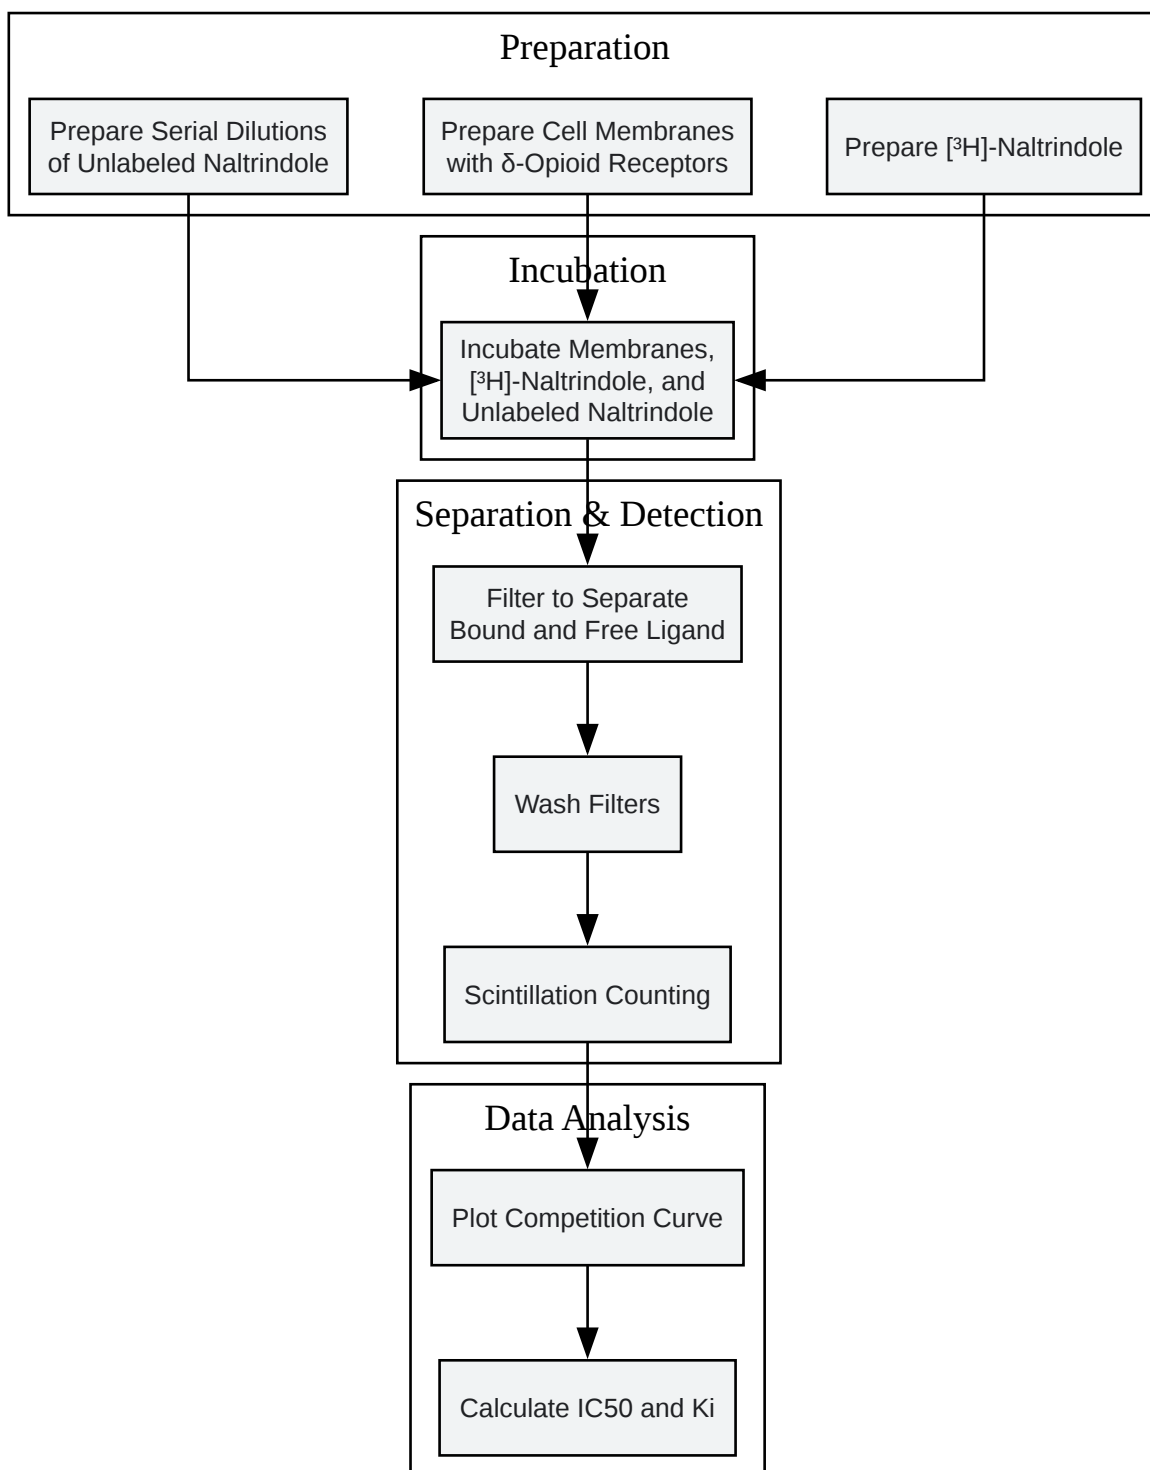 Preparation
Prepare Serial Dilutions
of Unlabeled Naltrindole
Prepare Cell Membranes
with δ-Opioid Receptors
Prepare [³H]-Naltrindole
Incubation
Incubate Membranes,
[³H]-Naltrindole, and
Unlabeled Naltrindole
Separation & Detection
Filter to Separate
Bound and Free Ligand
Wash Filters
Scintillation Counting
Data Analysis
Plot Competition Curve
Calculate IC50 and Ki